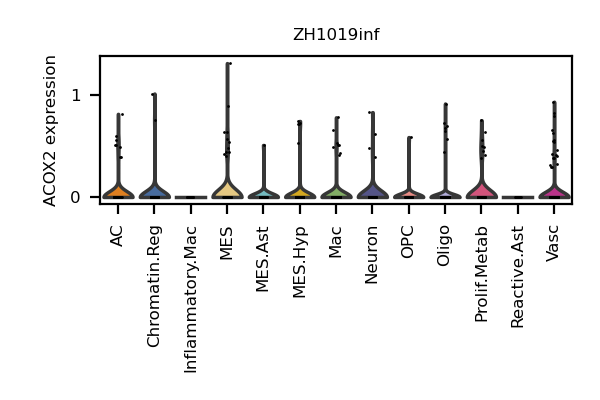 ZH1019inf
ACOX2 expression
1
0
AC
Chromatin.Reg
Inflammatory.Mac
MES
MES.Ast
MES.Hyp
Mac
Neuron
OPC
Oligo
Prolif.Metab
Reactive.Ast
Vasc